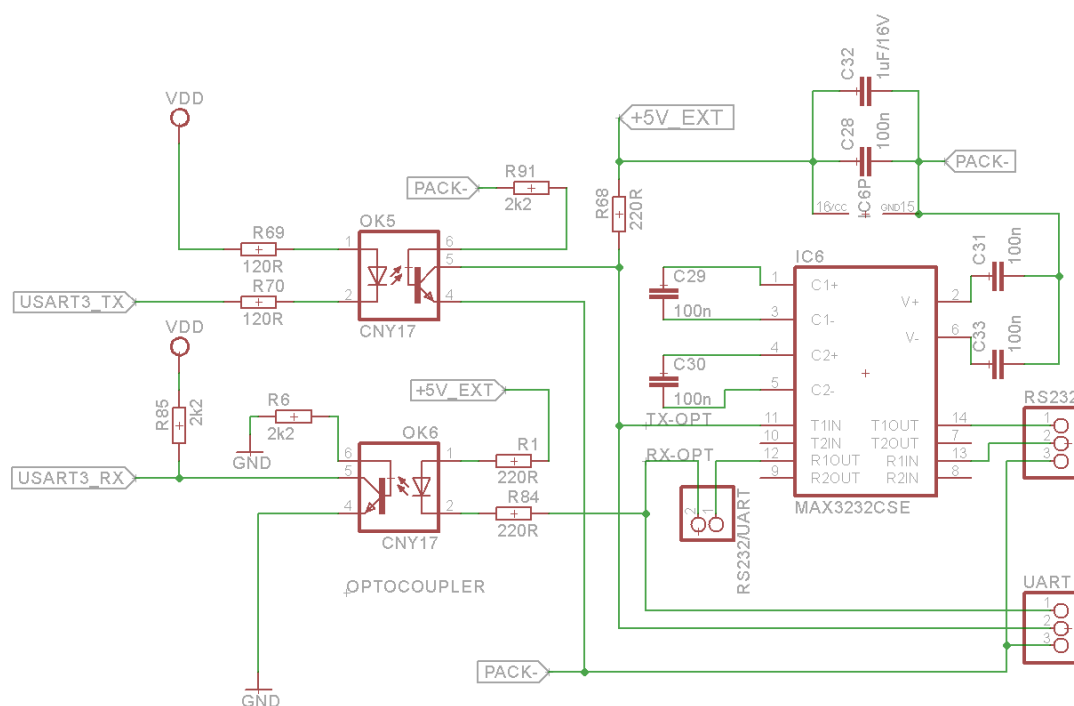 C32
1uF/16V
VDD
+5V_EXT
C28
100n
PACK-
R91
PACK-
2k2
R68
220R
16/VCC
IC6P
GND15
OK5
R69
1
6
120R
5
USART3_TX
R70
2
4
120R
CNY17
IC6
C31
100n
C29
1
C1+
V+
2
100n
3
C1-
V-
6
C33
100n
C30
4
C2+
5
C2-
100n
VDD
R85
2k2
+5V_EXT
R6
2k2
GND
OK6
TX-OPT
11
T1IN
T1OUT
14
RS232
1
10
T2IN
T2OUT
7
2
RX-OPT
12
R1OUT
R1IN
13
3
9
R2OUT
R2IN
8
MAX3232CSE
6
1
R1
220R
USART3_RX
5
R84
4
2
220R
CNY17
2
1
RS232/UART
OPTOCOUPLER
UART
1
2
3
PACK-
GND